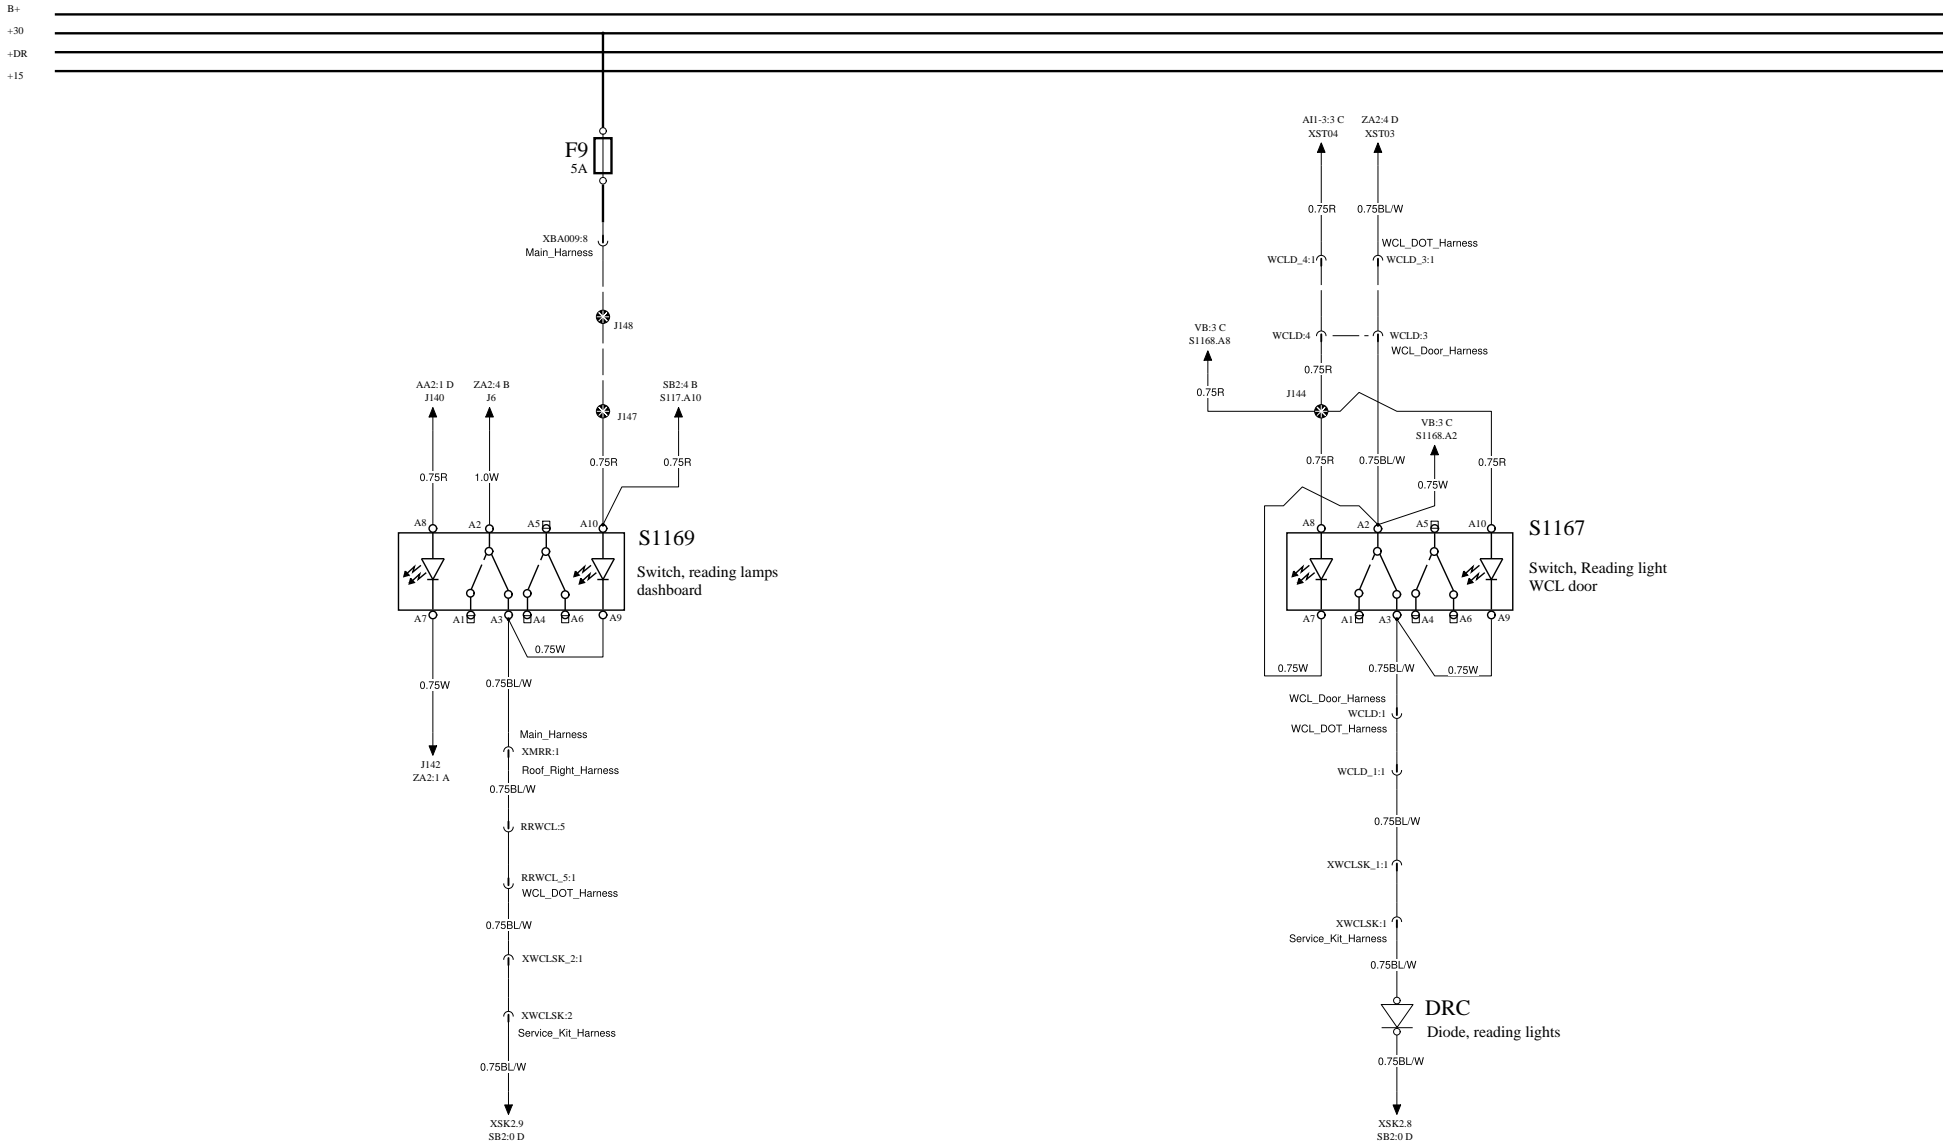 B+
+30
+DR
+15
F9
5A
XBA009:8
Main_Harness
J148
J147
AA2:1 D
J140
ZA2:4 B
J6
SB2:4 B
S117.A10
0.75R
1.0W
0.75R
0.75R
A8
A2
A5
A10
S1169
Switch, reading lamps
dashboard
A7
A1
A3
A4
A6
A9
0.75W
0.75W
0.75BL/W
J142
ZA2:1 A
Main_Harness
XMRR:1
Roof_Right_Harness
0.75BL/W
RRWCL:5
RRWCL_5:1
WCL_DOT_Harness
0.75BL/W
XWCLSK_2:1
XWCLSK:2
Service_Kit_Harness
0.75BL/W
XSK2.9
SB2:0 D
AI1-3:3 C
XST04
ZA2:4 D
XST03
0.75R
0.75BL/W
WCL_DOT_Harness
WCLD_4:1
WCLD_3:1
VB:3 C
S1168.A8
WCLD:4
WCLD:3
WCL_Door_Harness
0.75R
0.75R
J144
VB:3 C
S1168.A2
0.75R
0.75BL/W
0.75W
0.75R
A8
A2
A5
A10
S1167
Switch, Reading light
WCL door
A7
A1
A3
A4
A6
A9
0.75W
0.75BL/W
0.75W
WCL_Door_Harness
WCLD:1
WCL_DOT_Harness
WCLD_1:1
0.75BL/W
XWCLSK_1:1
XWCLSK:1
Service_Kit_Harness
0.75BL/W
DRC
Diode, reading lights
0.75BL/W
XSK2.8
SB2:0 D